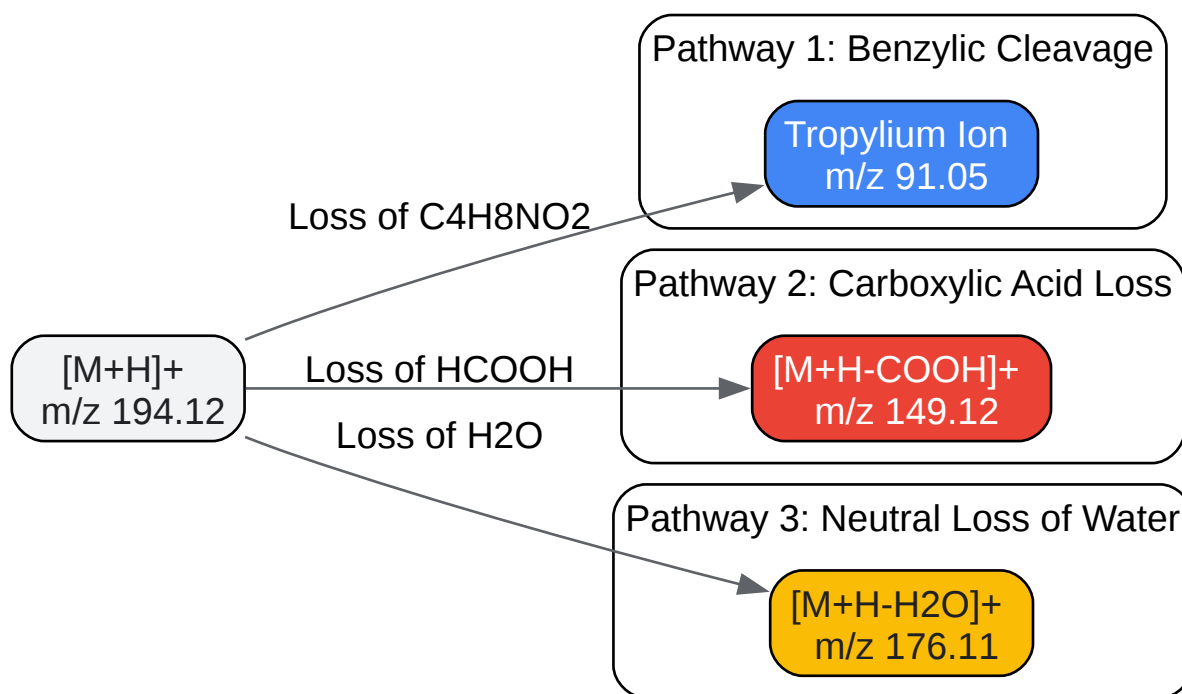 Pathway 1: Benzylic Cleavage
Tropylium Ion
m/z 91.05
Loss of C4H8NO2
Pathway 2: Carboxylic Acid Loss
[M+H]+
m/z 194.12
Loss of HCOOH
[M+H-COOH]+
m/z 149.12
Loss of H2O
Pathway 3: Neutral Loss of Water
[M+H-H2O]+
m/z 176.11